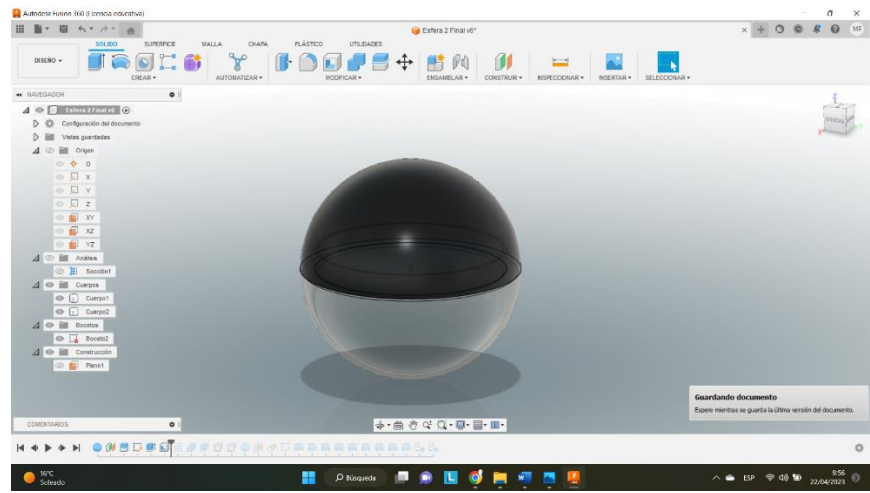 Autodesk Fusion 360 (Licencia educativa)
Esfera 2 Final v6*
MF
SOLIDO SUPERFICIE MALLA CHAPA PLÁSTICO UTILIDADES
DISEÑO
CREAR AUTOMATIZAR MODIFICAR ENSAMBLAR CONSTRUIR INSPECCIONAR INSERTAR SELECCIONAR
NAVEGADOR
Esfera 2 Final v6
Configuración del documento
Vistas guardadas
Origen
O
X
Y
Z
XY
XZ
YZ
Análisis
Sección1
Cuerpos
Cuerpo1
Cuerpo2
Bocetos
Boceto2
Construcción
Plano1
Z
X
Guardando documento
Espere mientras se guarda la última versión del documento.
COMENTARIOS
16°C
Soleado
Búsqueda
ESP
9:56
22/04/2023